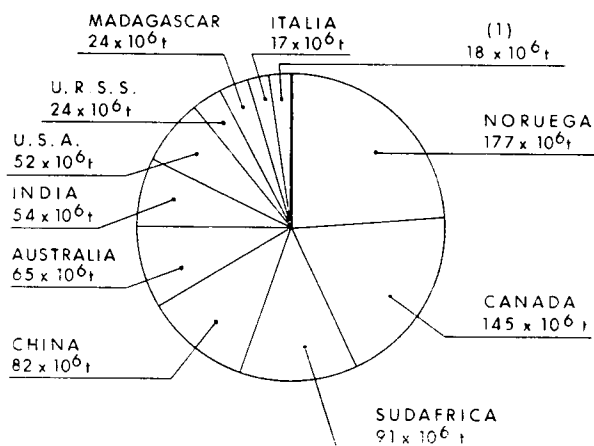 MADAGASCAR
24 x 10⁶ t
ITALIA
17 x 10⁶ t
(1)
18 x 10⁶ t
U. R. S. S.
24 x 10⁶ t
NORUEGA
177 x 10⁶ t
U. S. A.
52 x 10⁶ t
INDIA
54 x 10⁶ t
AUSTRALIA
65 x 10⁶ t
CANADA
145 x 10⁶ t
CHINA
82 x 10⁶ t
SUDAFRICA
91 x 10⁶ t